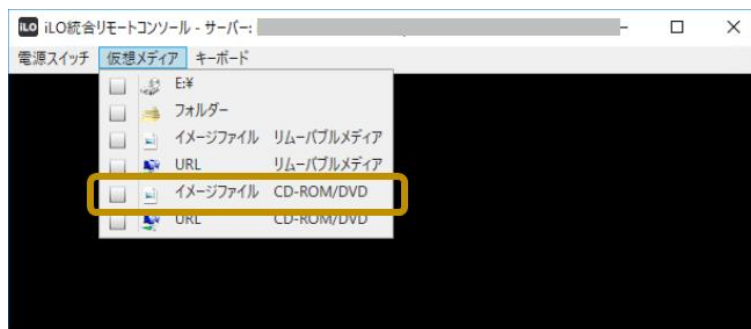 iLO iLO統合リモートコンソール - サーバー:
電源スイッチ 仮想メディア キーボード
E:¥
フォルダー
イメージファイル リムーバブルメディア
URL リムーバブルメディア
イメージファイル CD-ROM/DVD
URL CD-ROM/DVD